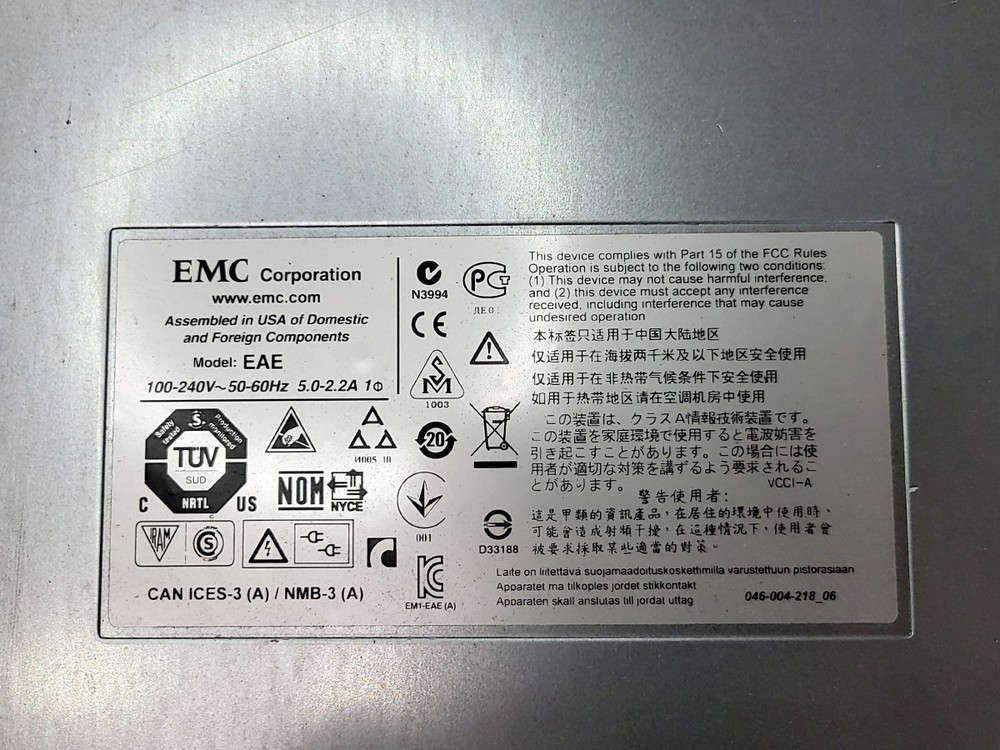 EMC Corporation
www.emc.com
Assembled in USA of Domestic
and Foreign Components
Model: EAE
100-240V~50-60Hz 5.0-2.2A 1Φ
Safety tested
S
Production monitored
TÜV
SUD
C NRTL US
NOM
NYCE
VRAM
S
CAN ICES-3 (A) / NMB-3 (A)
N3994
PG
CE
S
M
1003
20
001
D33188
EM1-EAE (A)
This device complies with Part 15 of the FCC Rules
Operation is subject to the following two conditions:
(1) This device may not cause harmful interference,
and (2) this device must accept any interference
received, including interference that may cause
undesired operation
本标签只适用于中国大陆地区
仅适用于在海拔两千米及以下地区安全使用
仅适用于在非热带气候条件下安全使用
如用于热带地区请在空调机房中使用
この装置は、クラスA情報技術装置です。
この装置を家庭環境で使用すると電波妨害を
引き起こすことがあります。この場合には使
用者が適切な対策を講ずるよう要求されるこ
とがあります。 VCCI-A
警告使用者:
這是甲類的資訊產品，在居住的環境中使用時，
可能會造成射頻干擾，在這種情況下，使用者會
被要求採取某些適當的對策。
Laite on liitettävä suojamaadoituskoskettimilla varustettuun pistorasiaan
Apparatet ma tilkoples jordet stikkontakt
Apparaten skall anslutas till jordat uttag
046-004-218_06